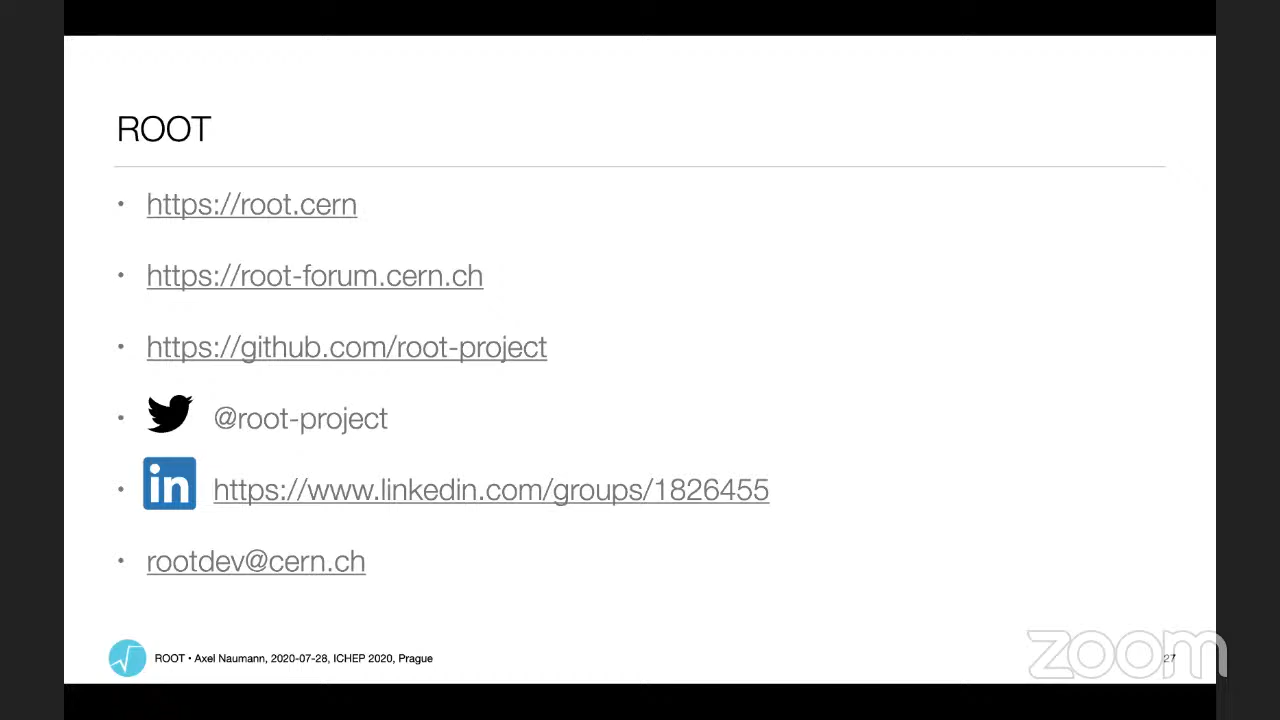 ROOT
• https://root.cern
• https://root-forum.cern.ch
• https://github.com/root-project
• @root-project
• in https://www.linkedin.com/groups/1826455
• rootdev@cern.ch
ROOT • Axel Naumann, 2020-07-28, ICHEP 2020, Prague
zoom
27